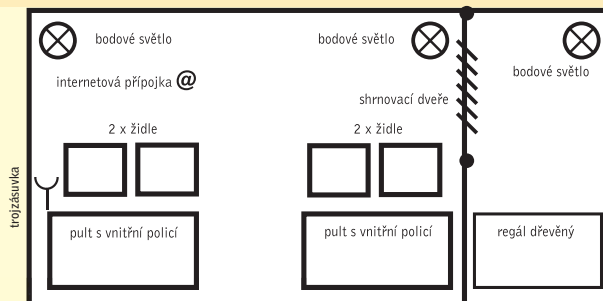 bodové světlo
bodové světlo
bodové světlo
internetová přípojka @
shrnovací dveře
2 x židle
2 x židle
trojzásuvka
pult s vnitřní policí
pult s vnitřní policí
regál dřevěný